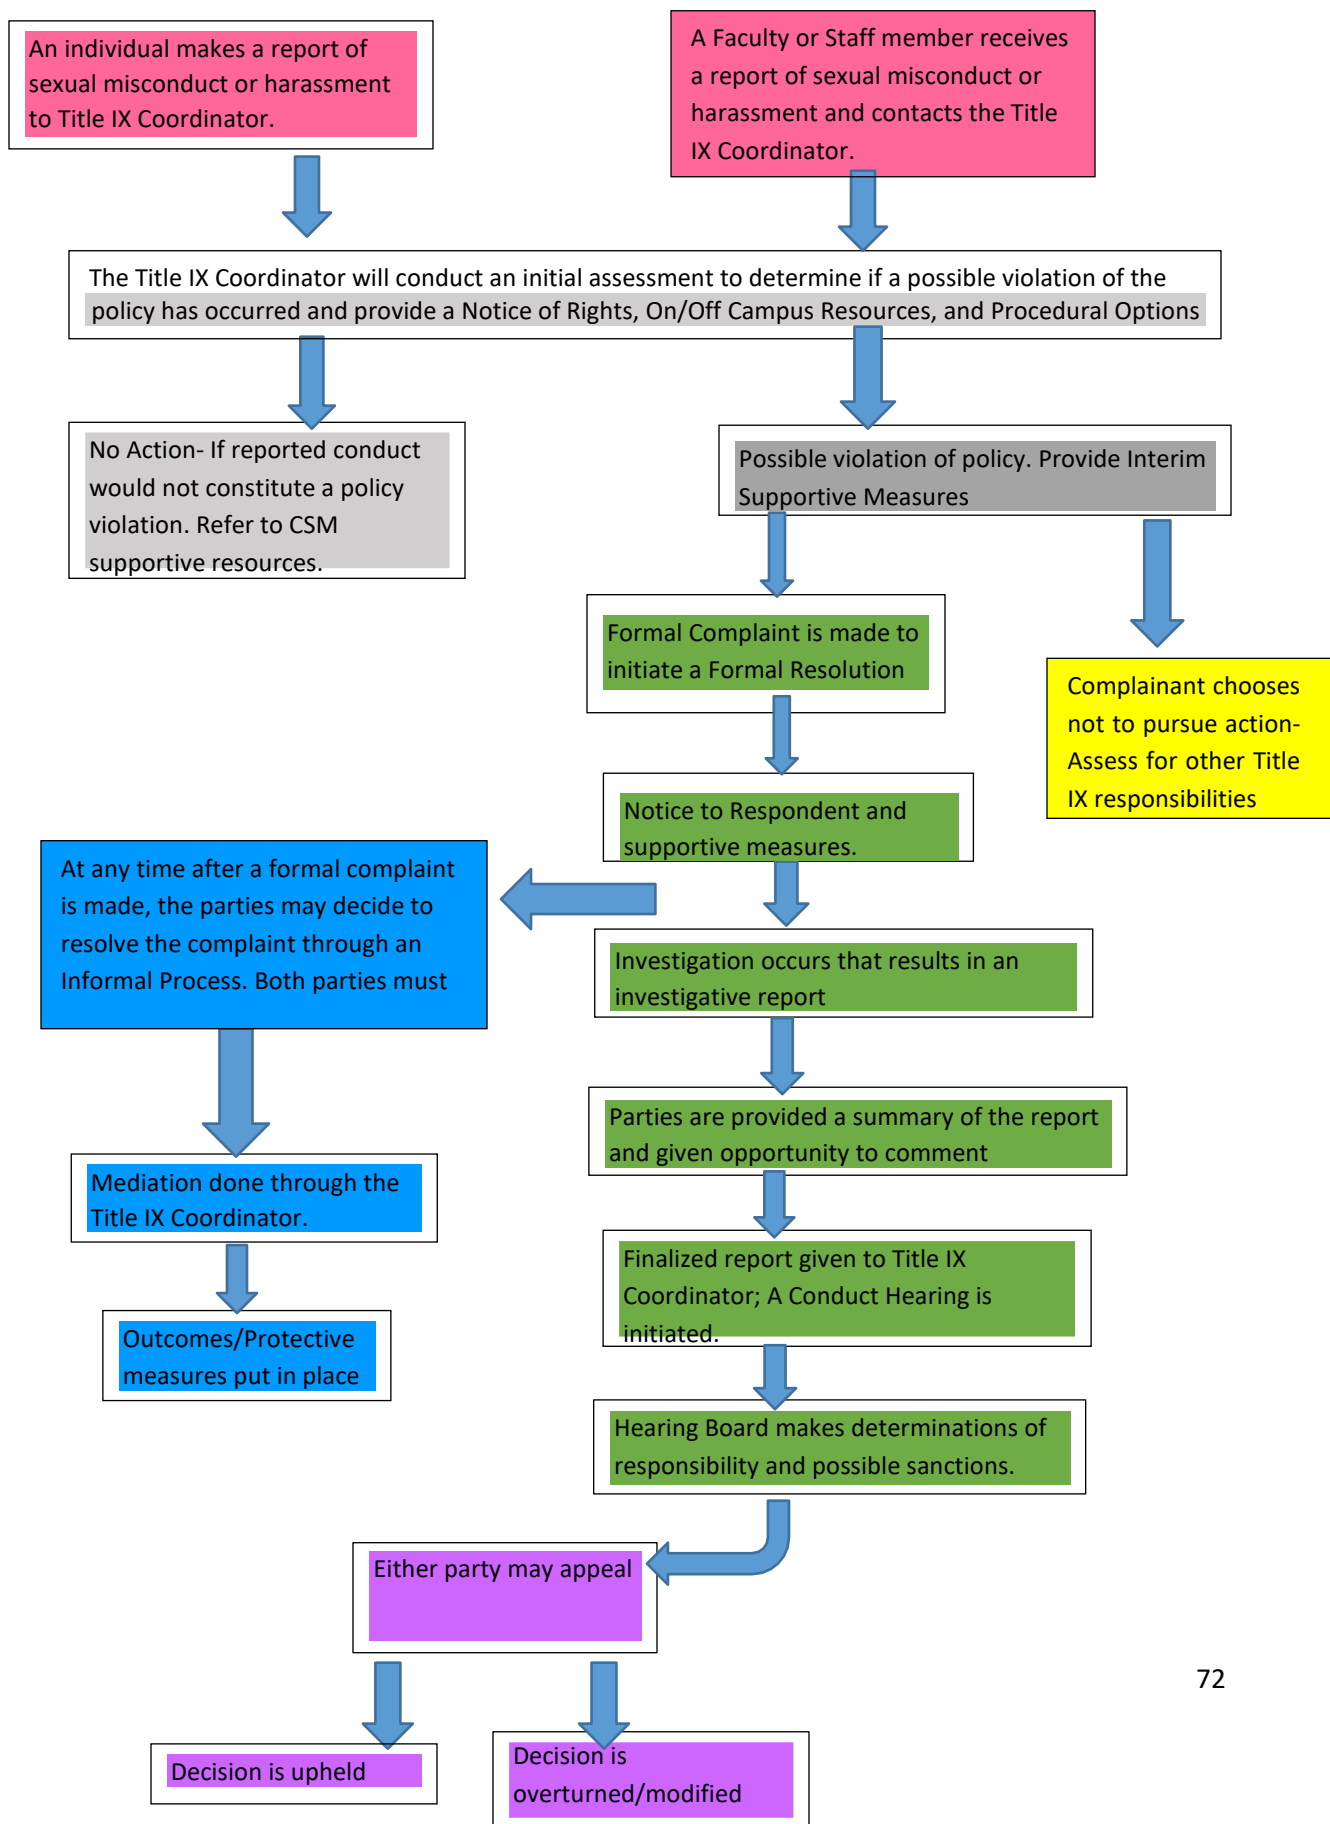 An individual makes a report of
sexual misconduct or harassment
to Title IX Coordinator.
A Faculty or Staff member receives
a report of sexual misconduct or
harassment and contacts the Title
IX Coordinator.
The Title IX Coordinator will conduct an initial assessment to determine if a possible violation of the
policy has occurred and provide a Notice of Rights, On/Off Campus Resources, and Procedural Options
No Action- If reported conduct
would not constitute a policy
violation. Refer to CSM
supportive resources.
Possible violation of policy. Provide Interim
Supportive Measures
Formal Complaint is made to
initiate a Formal Resolution
Complainant chooses
not to pursue action-
Assess for other Title
IX responsibilities
Notice to Respondent and
supportive measures.
At any time after a formal complaint
is made, the parties may decide to
resolve the complaint through an
Informal Process. Both parties must
Investigation occurs that results in an
investigative report
Parties are provided a summary of the report
and given opportunity to comment
Mediation done through the
Title IX Coordinator.
Finalized report given to Title IX
Coordinator; A Conduct Hearing is
initiated.
Outcomes/Protective
measures put in place
Hearing Board makes determinations of
responsibility and possible sanctions.
Either party may appeal
72
Decision is upheld
Decision is
overturned/modified